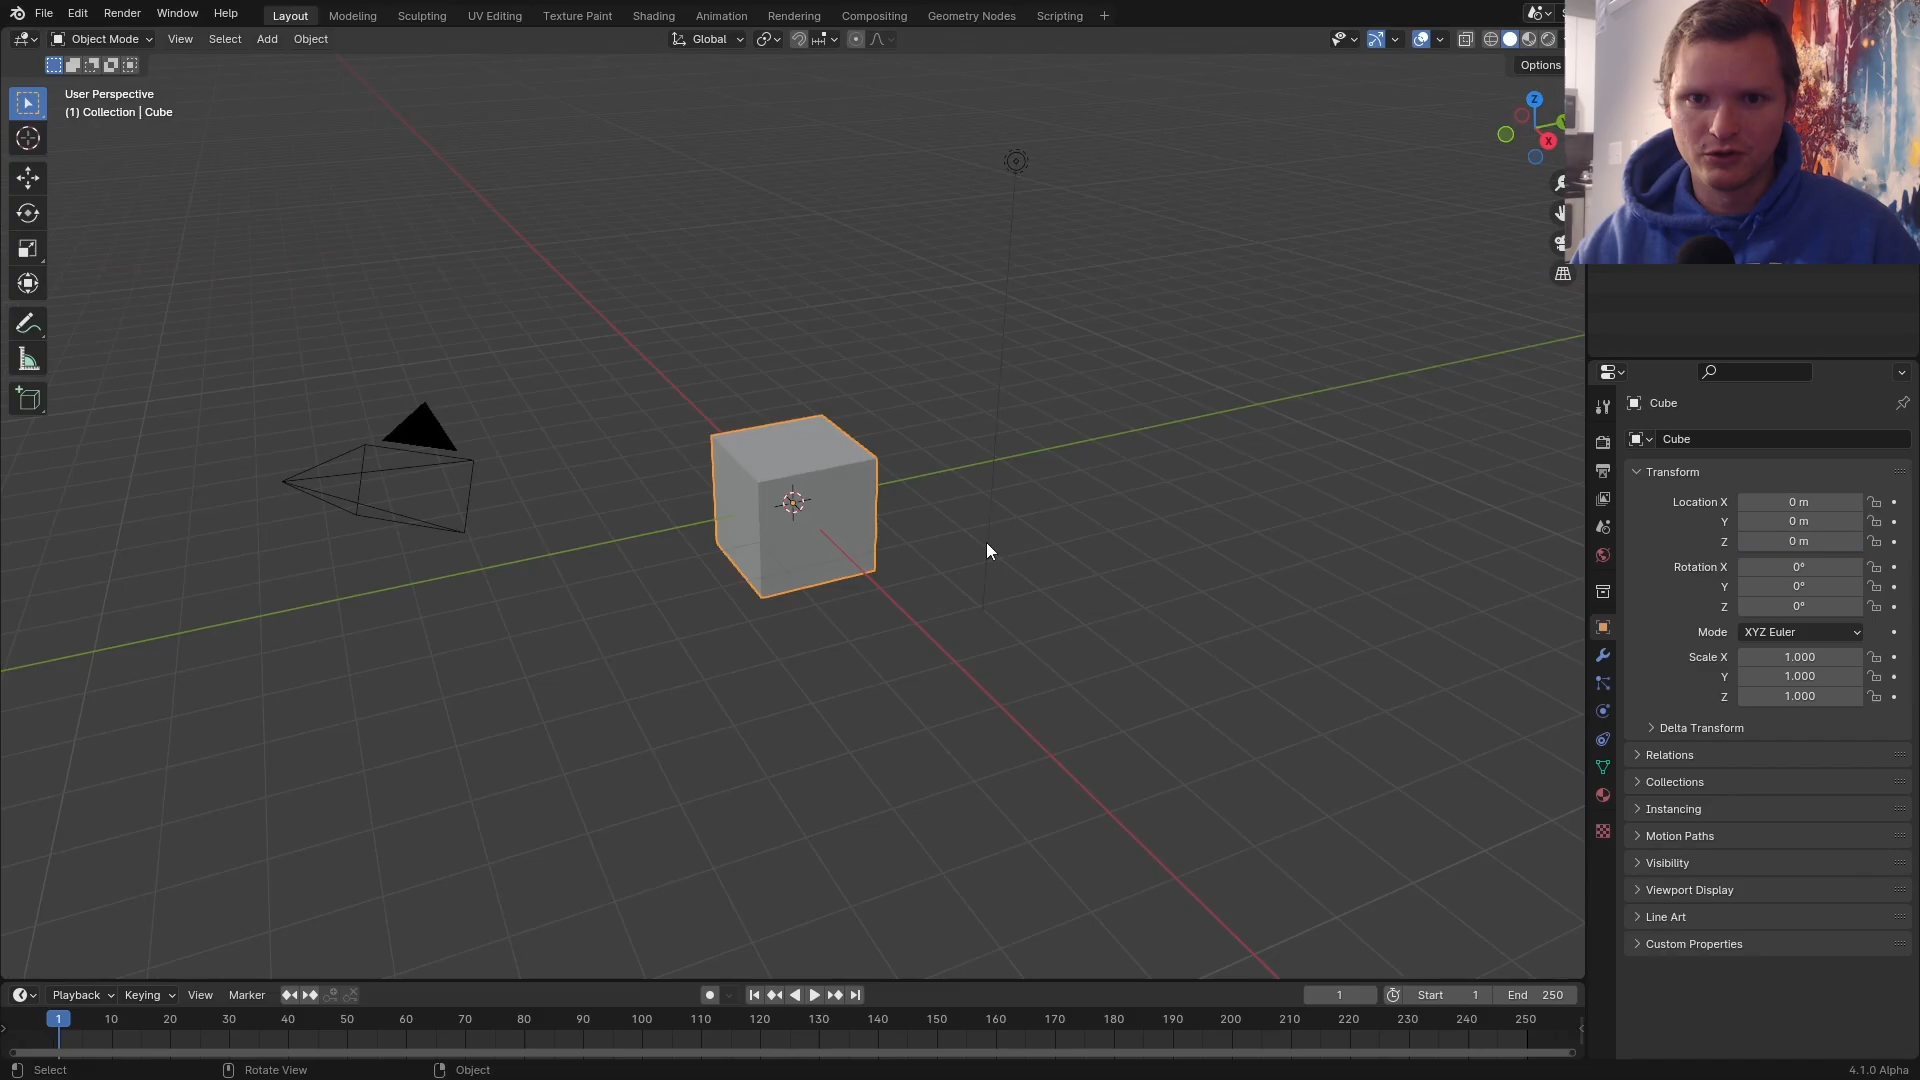 File Edit Render Window Help Layout Modeling Sculpting UV Editing Texture Paint Shading Animation Rendering Compositing Geometry Nodes Scripting +
Object Mode View Select Add Object Global
Options
User Perspective
(1) Collection | Cube
Z
X
Cube
Cube
Transform
Location X 0 m
Y 0 m
Z 0 m
Rotation X 0°
Y 0°
Z 0°
Mode XYZ Euler
Scale X 1.000
Y 1.000
Z 1.000
Delta Transform
Relations
Collections
Instancing
Motion Paths
Visibility
Viewport Display
Line Art
Custom Properties
Playback Keying View Marker 1 Start 1 End 250
1 10 20 30 40 50 60 70 80 90 100 110 120 130 140 150 160 170 180 190 200 210 220 230 240 250
Select Rotate View Object 4.1.0 Alpha